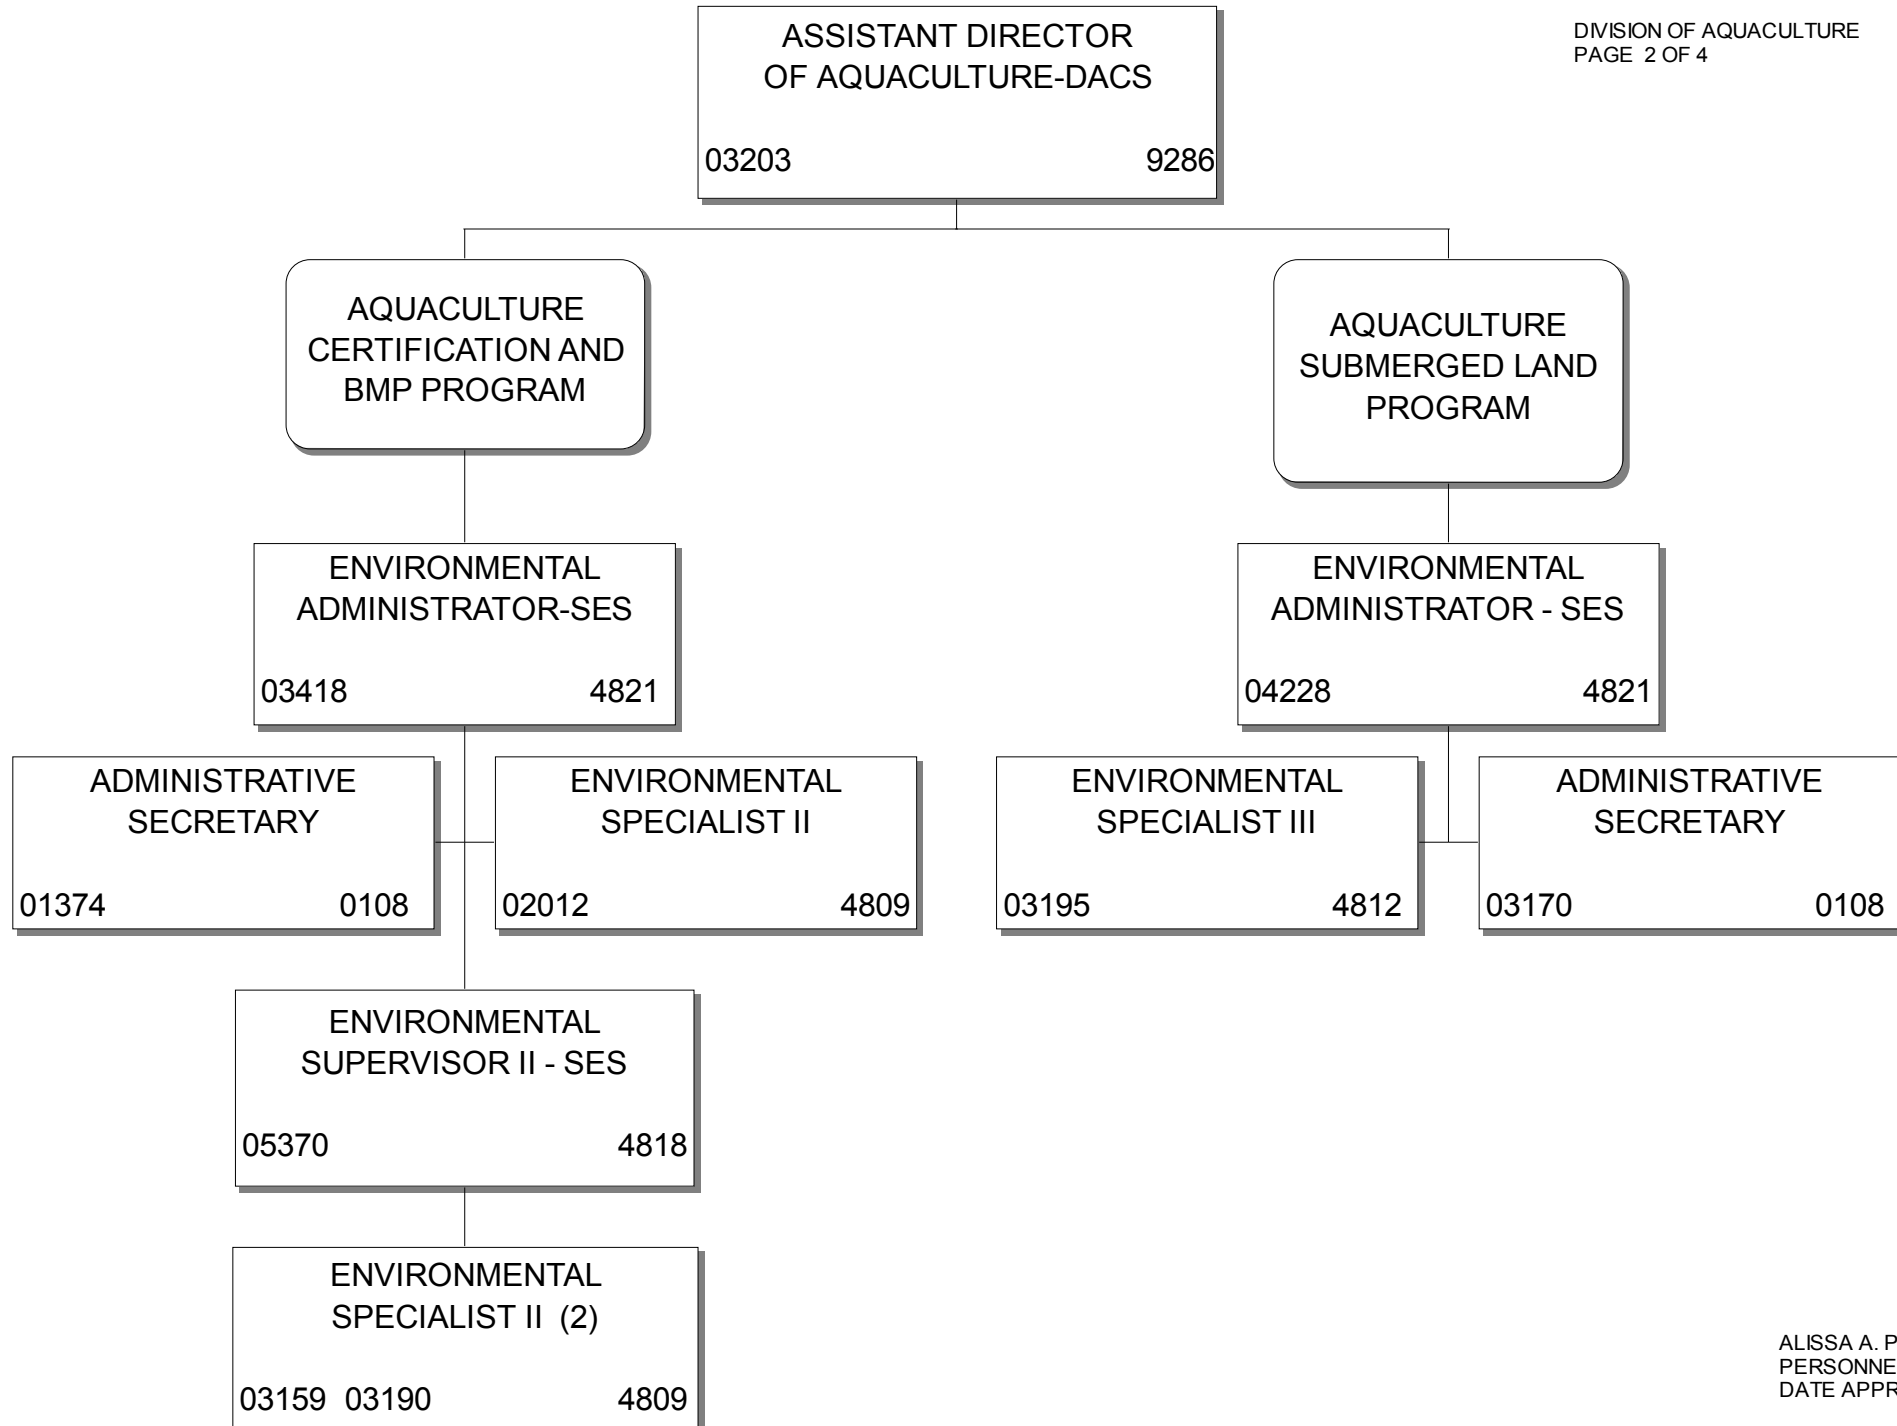 DIVISION OF AQUACULTURE
PAGE 2 OF 4
ASSISTANT DIRECTOR
OF AQUACULTURE-DACS
03203 9286
AQUACULTURE
CERTIFICATION AND
BMP PROGRAM
AQUACULTURE
SUBMERGED LAND
PROGRAM
ENVIRONMENTAL
ADMINISTRATOR-SES
03418 4821
ENVIRONMENTAL
ADMINISTRATOR - SES
04228 4821
ADMINISTRATIVE
SECRETARY
01374 0108
ENVIRONMENTAL
SPECIALIST II
02012 4809
ENVIRONMENTAL
SPECIALIST III
03195 4812
ADMINISTRATIVE
SECRETARY
03170 0108
ENVIRONMENTAL
SUPERVISOR II - SES
05370 4818
ENVIRONMENTAL
SPECIALIST II (2)
03159 03190 4809
ALISSA A.
DATE